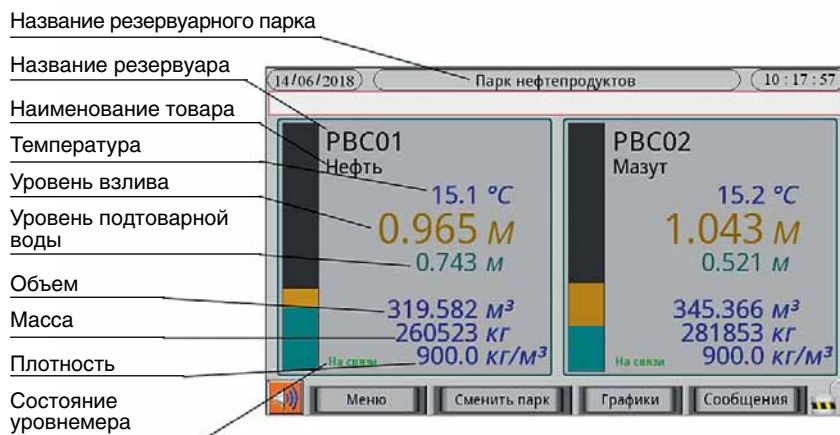 Название резервуарного парка
Название резервуара
Наименование товара
Температура
Уровень взлива
Уровень подтоварной
воды
Объем
Масса
Плотность
Состояние
уровнемера
14/06/2018
Парк нефтепродуктов
10:17:57
РВС01
Нефть
15.1 °C
0.965 м
0.743 м
319.582 м³
260523 кг
На связи
900.0 кг/м³
РВС02
Мазут
15.2 °C
1.043 м
0.521 м
345.366 м³
281853 кг
На связи
900.0 кг/м³
Меню
Сменить парк
Графики
Сообщения